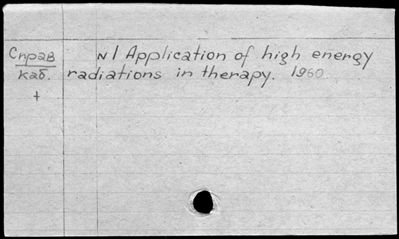 Справ N1 Application of high energy
каб. radiations in therapy. 1960
+